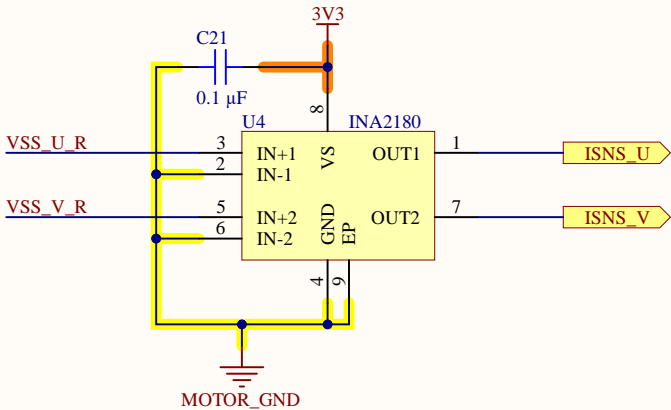 3V3
C21
0.1 µF
8
U4
INA2180
VSS_U_R
3
IN+1
VS
OUT1
1
ISNS_U
2
IN-1
VSS_V_R
5
IN+2
GND
EP
OUT2
7
ISNS_V
6
IN-2
4
9
MOTOR_GND